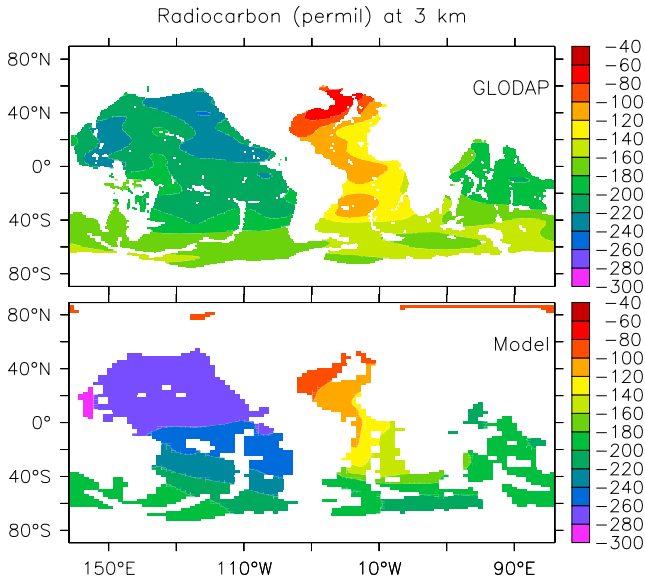 Radiocarbon (permil) at 3 km
80°N
40°N
0°
40°S
80°S
GLODAP
−40
−60
−80
−100
−120
−140
−160
−180
−200
−220
−240
−260
−280
−300
80°N
40°N
0°
40°S
80°S
Model
−40
−60
−80
−100
−120
−140
−160
−180
−200
−220
−240
−260
−280
−300
150°E 110°W 10°W 90°E